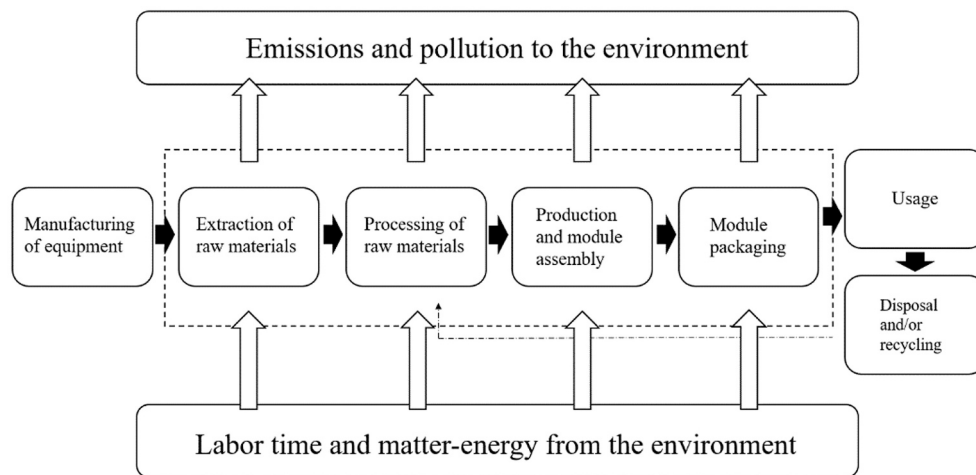 Emissions and pollution to the environment
Manufacturing
of equipment
Extraction of
raw materials
Processing of
raw materials
Production
and module
assembly
Module
packaging
Usage
Disposal
and/or
recycling
Labor time and matter-energy from the environment